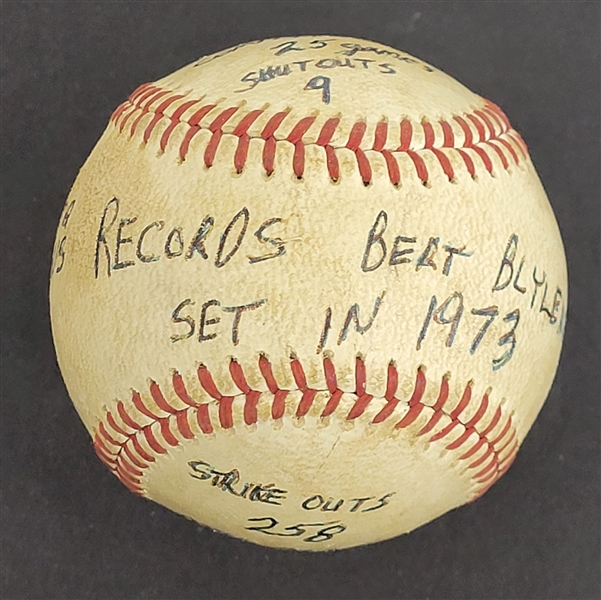 25 games
SHUTOUTS
9
RECORDS BERT BLYLE
SET IN 1973
STRIKE OUTS
258